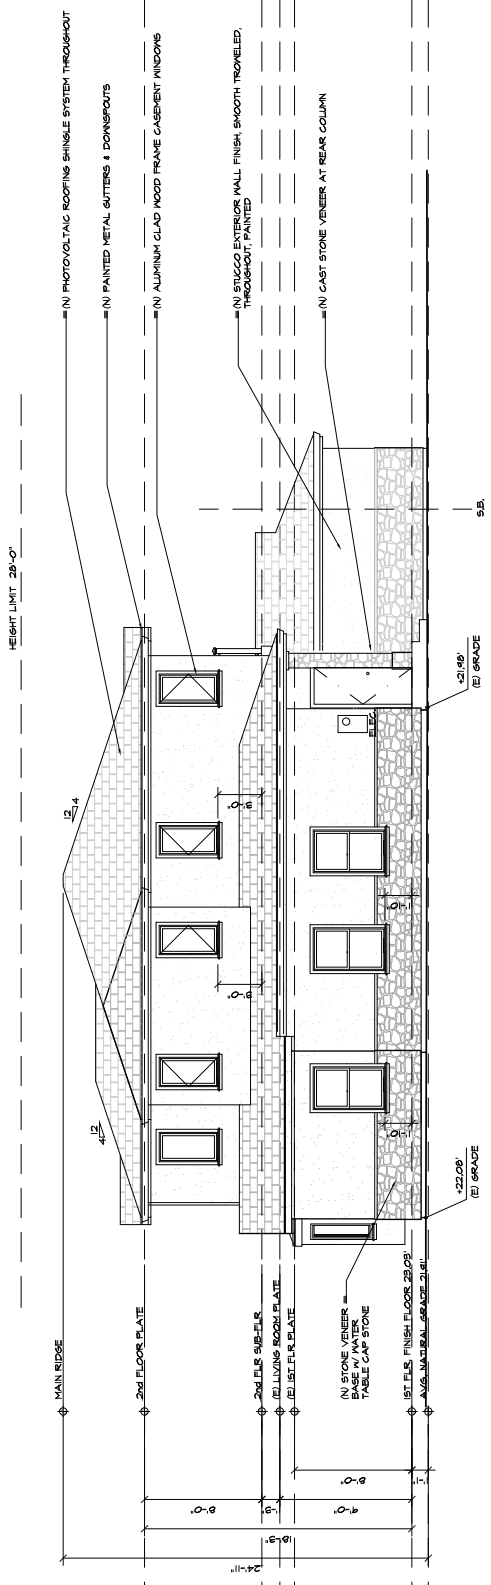 HEIGHT LIMIT 28'-0"
(N) PHOTOVOLTAIC ROOFING SHINGLE SYSTEM THROUGHOUT
(N) PAINTED METAL GUTTERS & DOWNSPOUTS
(N) ALUMINUM CLAD WOOD FRAME CASEMENT WINDOWS
(N) STUCCO EXTERIOR WALL FINISH, SMOOTH TROWELED,
THROUGHOUT, PAINTED
(N) CAST STONE VENEER AT REAR COLUMN
12
4
12
4
3'-0"
3'-0"
1'-10"
1'-10"
1'-10"
ELEC.
S.B.
+21.98'
(E) GRADE
+22.08'
(E) GRADE
MAIN RIDGE
2nd FLOOR PLATE
2nd FLR SUB-FLR
(E) LIVING ROOM PLATE
(E) 1ST FLR PLATE
(N) STONE VENEER
BASE W/ WATER
TABLE CAP STONE
1ST FLR. FINISH FLOOR 23.03'
AVG. NATURAL GRADE 21.91'
24'-11"
18'-3"
8'-0"
1'-3"
9'-0"
8'-0"
1'-1"